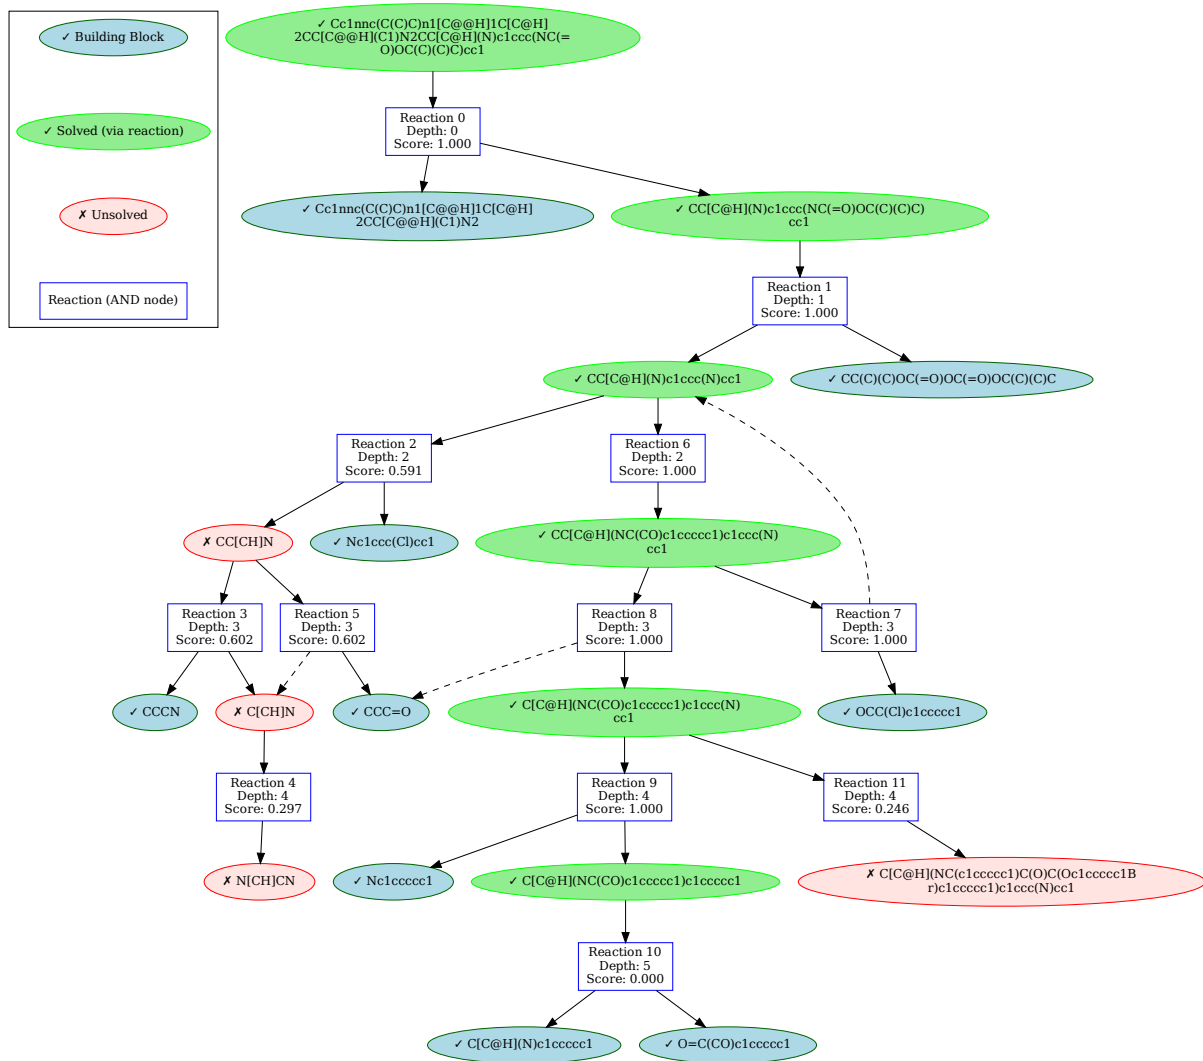 ✓ Building Block
✓ Solved (via reaction)
✗ Unsolved
Reaction (AND node)
✓ Cc1nnc(C(C)C)n1[C@@H]1C[C@H]
2CC[C@@H](C1)N2CC[C@H](N)c1ccc(NC(=
O)OC(C)(C)C)cc1
Reaction 0
Depth: 0
Score: 1.000
✓ Cc1nnc(C(C)C)n1[C@@H]1C[C@H]
2CC[C@@H](C1)N2
✓ CC[C@H](N)c1ccc(NC(=O)OC(C)(C)C)
cc1
Reaction 1
Depth: 1
Score: 1.000
✓ CC[C@H](N)c1ccc(N)cc1
✓ CC(C)(C)OC(=O)OC(=O)OC(C)(C)C
Reaction 2
Depth: 2
Score: 0.591
Reaction 6
Depth: 2
Score: 1.000
✗ CC[CH]N
✓ Nc1ccc(Cl)cc1
✓ CC[C@H](NC(CO)c1ccccc1)c1ccc(N)
cc1
Reaction 3
Depth: 3
Score: 0.602
Reaction 5
Depth: 3
Score: 0.602
Reaction 8
Depth: 3
Score: 1.000
Reaction 7
Depth: 3
Score: 1.000
✓ CCCN
✗ C[CH]N
✓ CCC=O
✓ C[C@H](NC(CO)c1ccccc1)c1ccc(N)
cc1
✓ OCC(Cl)c1ccccc1
Reaction 4
Depth: 4
Score: 0.297
Reaction 9
Depth: 4
Score: 1.000
Reaction 11
Depth: 4
Score: 0.246
✗ N[CH]CN
✓ Nc1ccccc1
✓ C[C@H](NC(CO)c1ccccc1)c1ccccc1
✗ C[C@H](NC(c1ccccc1)C(O)C(Oc1ccccc1B
r)c1ccccc1)c1ccc(N)cc1
Reaction 10
Depth: 5
Score: 0.000
✓ C[C@H](N)c1ccccc1
✓ O=C(CO)c1ccccc1